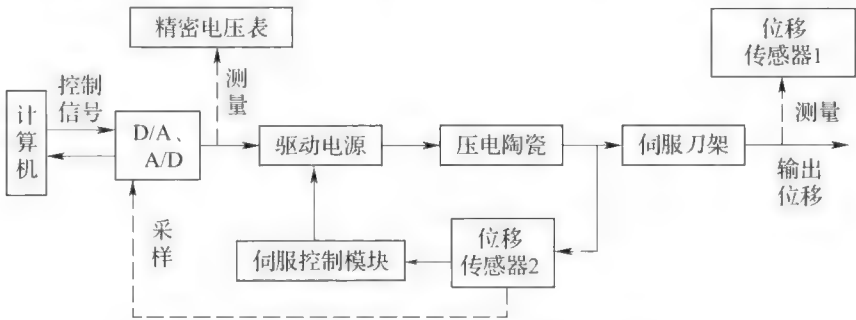 精密电压表
位移
传感器1
控制
信号
测
量
测量
计
算
机
D/A、
A/D
驱动电源
压电陶瓷
伺服刀架
输出
位移
采
样
伺服控制模块
位移
传感器2